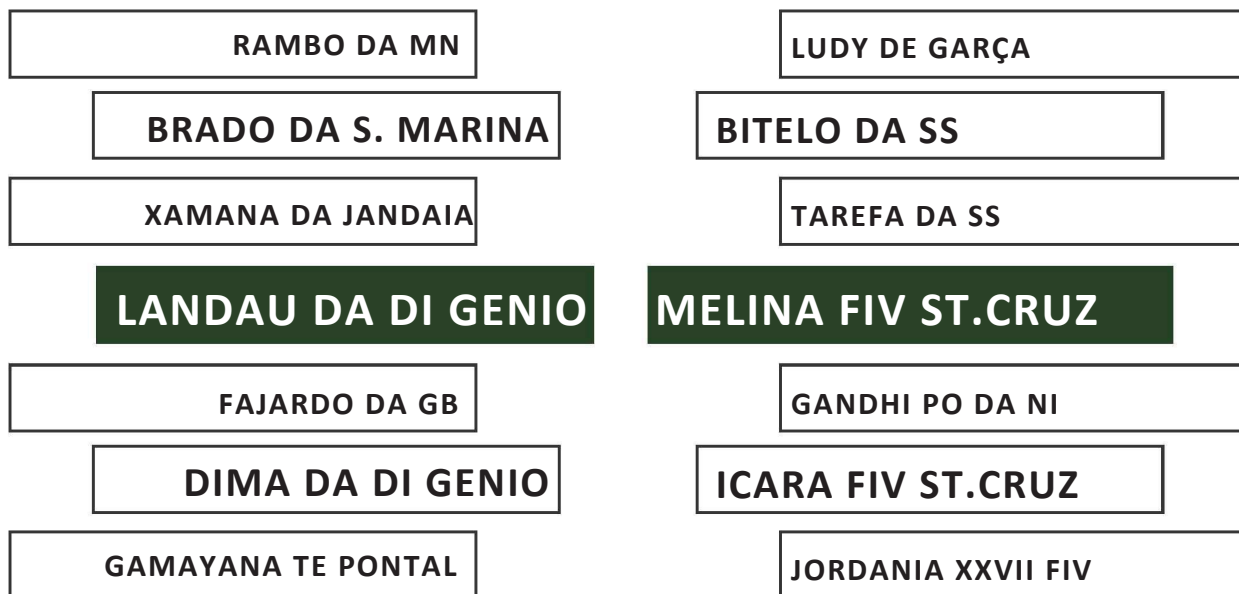 RAMBO DA MN
LUDY DE GARÇA
BRADO DA S. MARINA
BITELO DA SS
XAMANA DA JANDAIA
TAREFA DA SS
LANDAU DA DI GENIO
MELINA FIV ST.CRUZ
FAJARDO DA GB
GANDHI PO DA NI
DIMA DA DI GENIO
ICARA FIV ST.CRUZ
GAMAYANA TE PONTAL
JORDANIA XXVII FIV